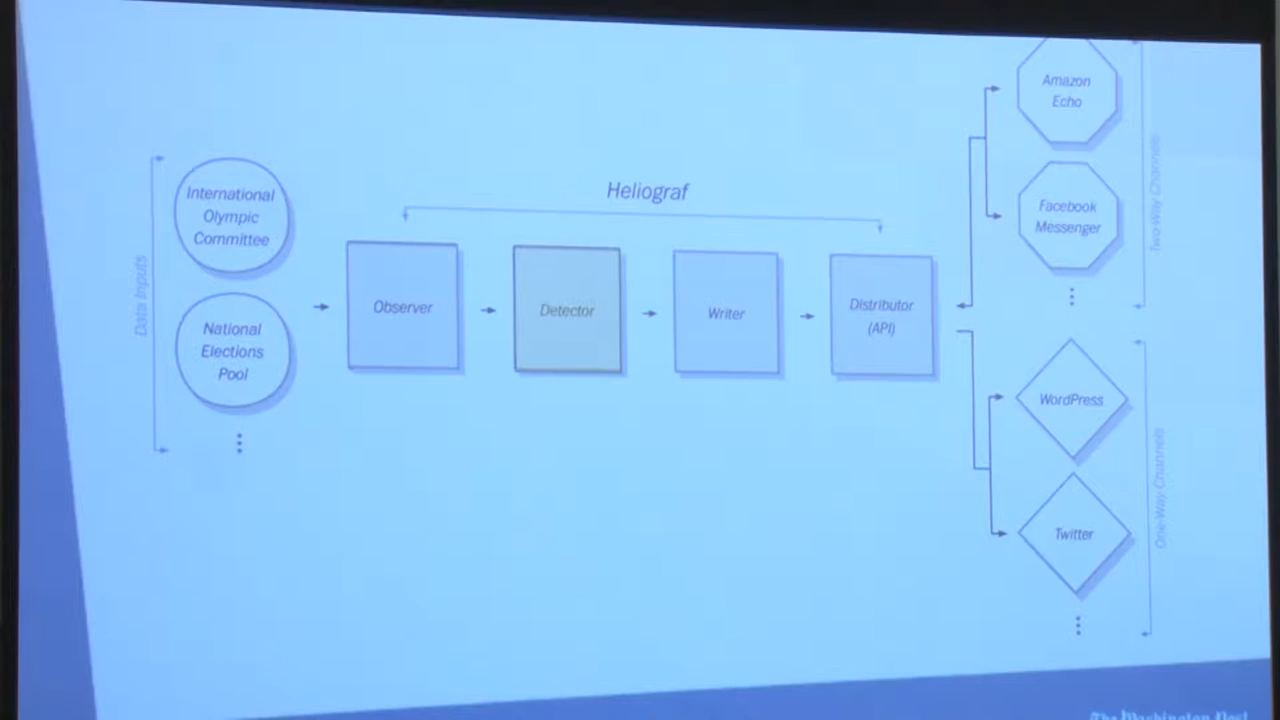 Data Inputs
International
Olympic
Committee
National
Elections
Pool
Heliograf
Observer
Detector
Writer
Distributor
(API)
Amazon
Echo
Facebook
Messenger
Two-Way Channels
WordPress
Twitter
One-Way Channels
The Washington Post